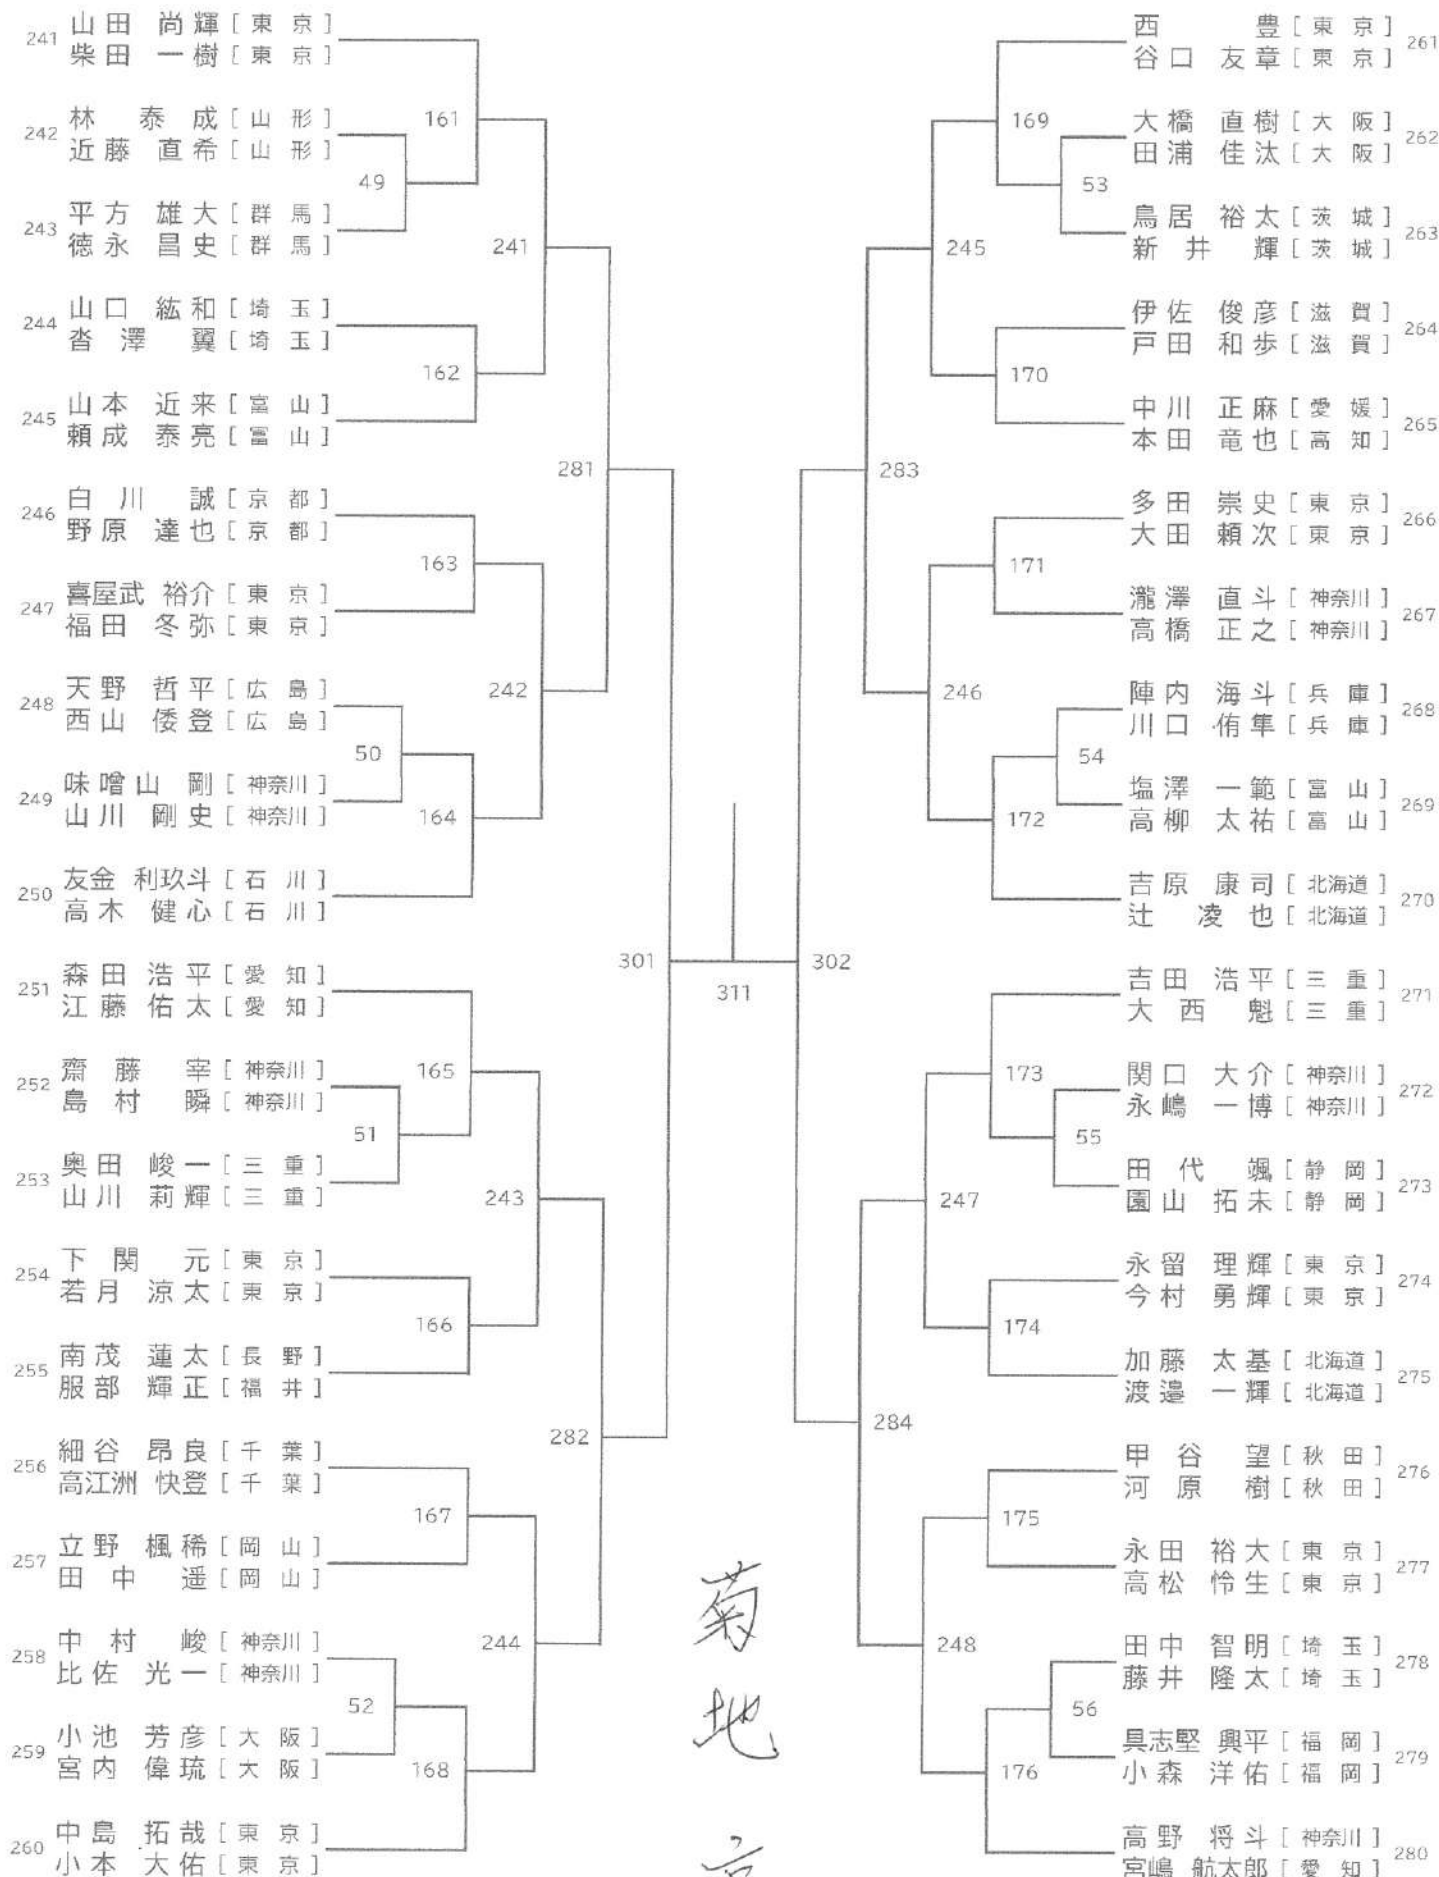 241 山田 尚輝 [東京]
柴田 一樹 [東京]
242 林 泰成 [山形]
近藤 直希 [山形]
243 平方 雄大 [群馬]
徳永 昌史 [群馬]
244 山口 紘和 [埼玉]
沓澤 翼 [埼玉]
245 山本 近来 [富山]
頼成 泰亮 [富山]
246 白川 誠 [京都]
野原 達也 [京都]
247 喜屋武 裕介 [東京]
福田 冬弥 [東京]
248 天野 哲平 [広島]
西山 倭登 [広島]
249 味噌山 剛 [神奈川]
山川 剛史 [神奈川]
250 友金 利玖斗 [石川]
高木 健心 [石川]
251 森田 浩平 [愛知]
江藤 佑太 [愛知]
252 齋藤 宰 [神奈川]
島村 瞬 [神奈川]
253 奥田 峻一 [三重]
山川 莉輝 [三重]
254 下関 元 [東京]
若月 涼太 [東京]
255 南茂 蓮太 [長野]
服部 輝正 [福井]
256 細谷 昂良 [千葉]
高江洲 快登 [千葉]
257 立野 楓稀 [岡山]
田中 遥 [岡山]
258 中村 峻 [神奈川]
比佐 光一 [神奈川]
259 小池 芳彦 [大阪]
宮内 偉琉 [大阪]
260 中島 拓哉 [東京]
小本 大佑 [東京]
161
49
241
162
281
163
242
50
164
301
165
51
243
166
282
167
244
52
168
311
菊
地
302
169
53
245
170
283
171
246
54
172
173
55
247
174
284
175
248
56
176
西 豊 [東京] 261
谷口 友章 [東京]
大橋 直樹 [大阪] 262
田浦 佳汰 [大阪]
鳥居 裕太 [茨城] 263
新井 輝 [茨城]
伊佐 俊彦 [滋賀] 264
戸田 和歩 [滋賀]
中川 正麻 [愛媛] 265
本田 竜也 [高知]
多田 崇史 [東京] 266
大田 頼次 [東京]
瀧澤 直斗 [神奈川] 267
高橋 正之 [神奈川]
陣内 海斗 [兵庫] 268
川口 侑隼 [兵庫]
塩澤 一範 [富山] 269
高柳 太祐 [富山]
吉原 康司 [北海道] 270
辻 凌也 [北海道]
吉田 浩平 [三重] 271
大西 魁 [三重]
関口 大介 [神奈川] 272
永嶋 一博 [神奈川]
田代 颯 [静岡] 273
園山 拓未 [静岡]
永留 理輝 [東京] 274
今村 勇輝 [東京]
加藤 太基 [北海道] 275
渡邉 一輝 [北海道]
甲谷 望 [秋田] 276
河原 樹 [秋田]
永田 裕大 [東京] 277
高松 怜生 [東京]
田中 智明 [埼玉] 278
藤井 隆太 [埼玉]
具志堅 興平 [福岡] 279
小森 洋佑 [福岡]
高野 将斗 [神奈川] 280
宮嶋 航太郎 [愛知]